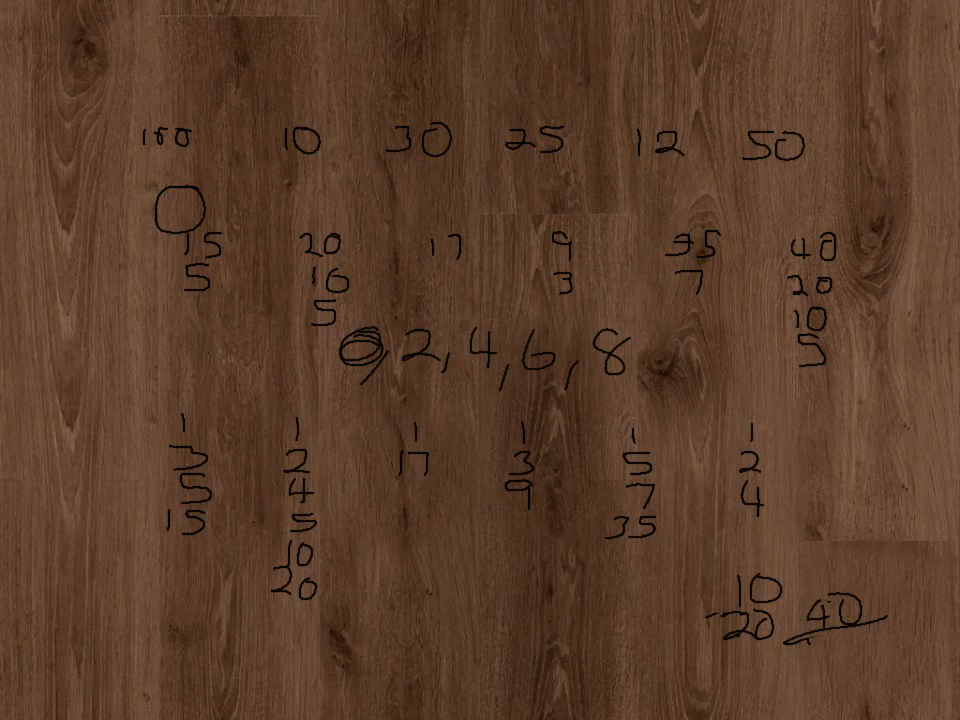 100 10 30 25 12 50
0
15 20 17 9 35 40
5 10 3 7 20
5 10
0, 2, 4, 6, 8 5
1 1 1 1 1 1
3 2 17 3 5 2
5 4 9 7 4
15 5 35
10
20 10 40
20